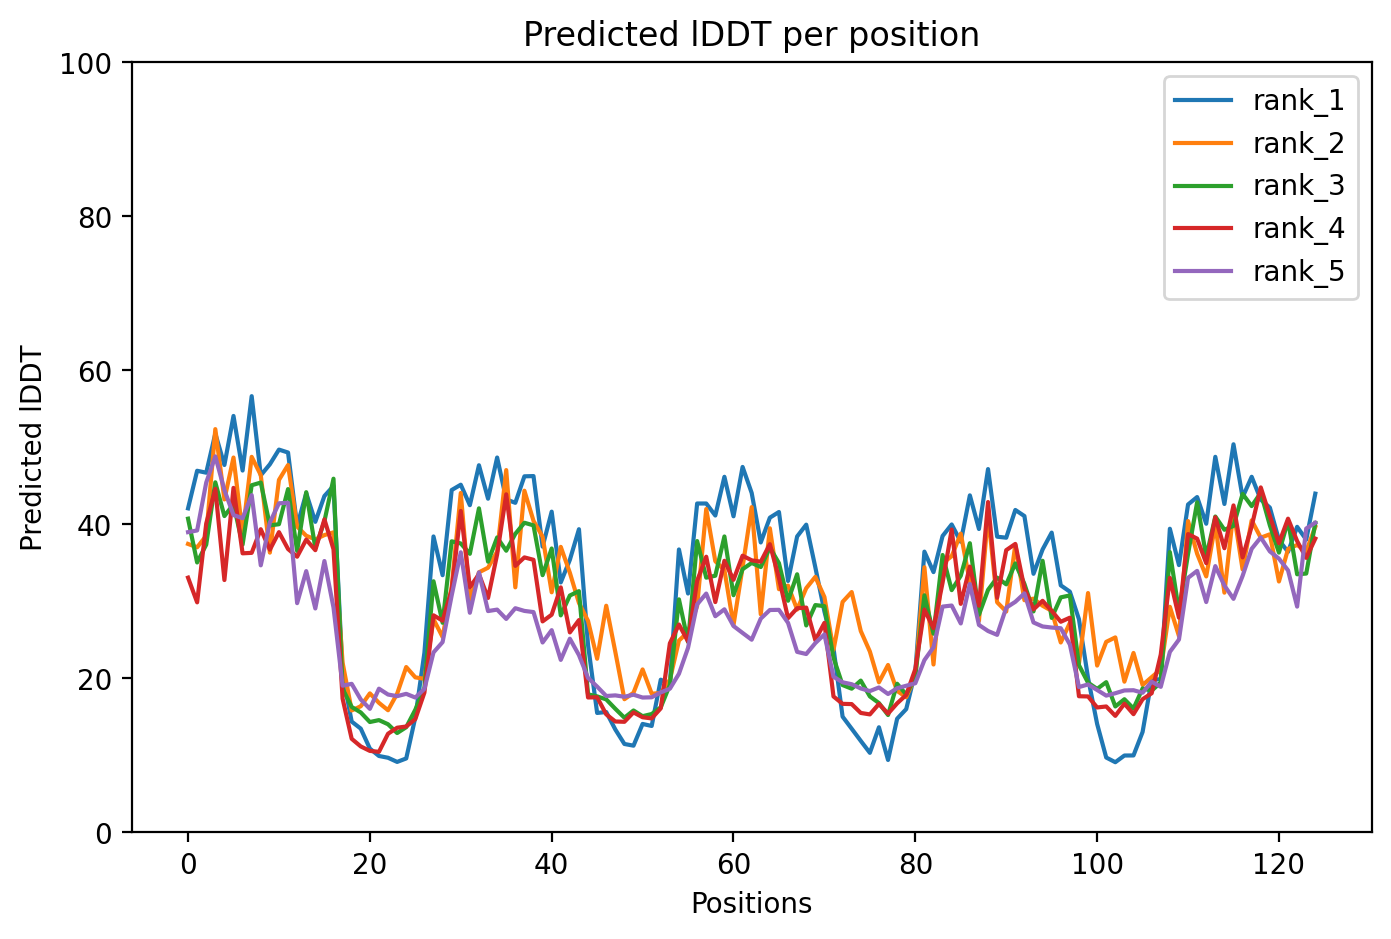 Predicted lDDT per position
100
80
60
40
20
0
Predicted lDDT
0 20 40 60 80 100 120
Positions
rank_1
rank_2
rank_3
rank_4
rank_5